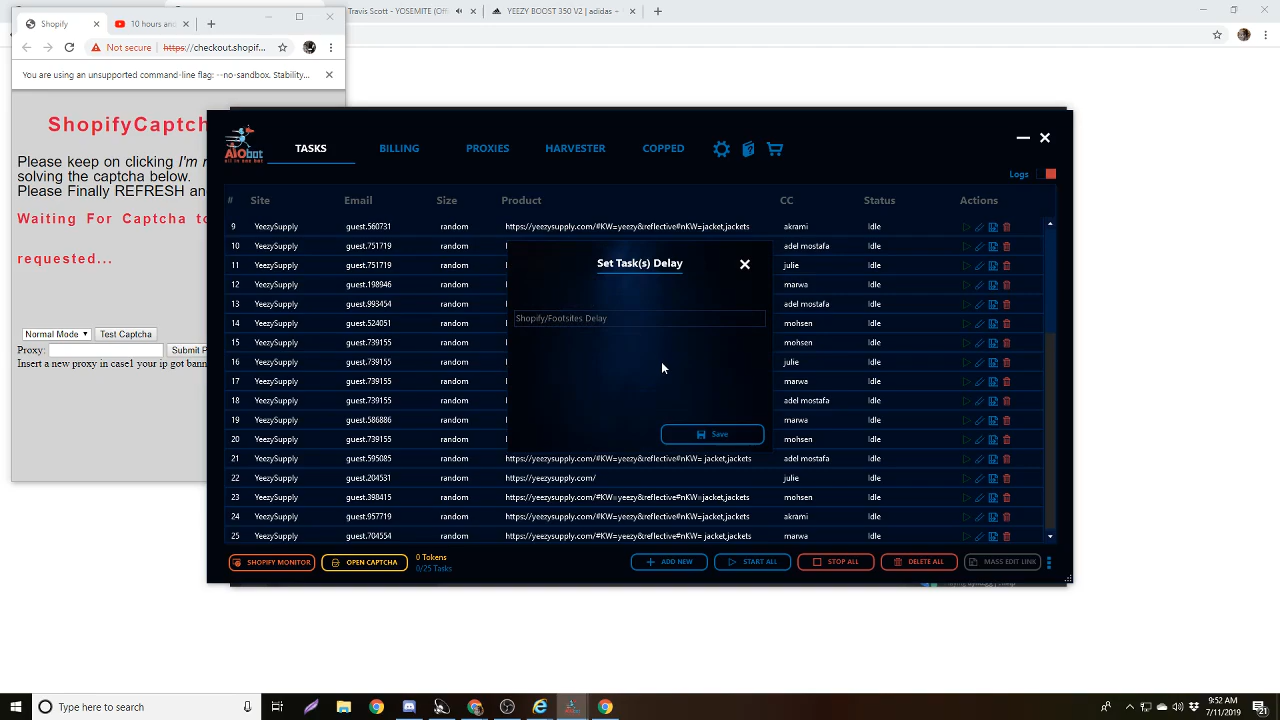 Shopify
10 hours and
Travis Scott - YOSEMITE (
YEEZY BOOST 350 V2 | adidas
Not secure
https://checkout.shopif...
You are using an unsupported command-line flag: --no-sandbox. Stability...
ShopifyCaptch
Please keep on clicking I'm
solving the captcha below.
Please Finally REFRESH
Waiting For Captcha to
requested...
Normal Mode
Test Captcha
Proxy:
Submit P
Insert a new proxy in case1 your ip got bann
AIObot
all in one bot
TASKS
BILLING
PROXIES
HARVESTER
COPPED
Logs
# Site Email Size Product CC Status Actions
9 YeezySupply guest.560731 random https://yeezysupply.com/#KW=yeezy&reflective#nKW=jacket,jackets akrami Idle
10 YeezySupply guest.751719 random adel mostafa Idle
11 YeezySupply guest.751719 random julie Idle
12 YeezySupply guest.198946 random marwa Idle
13 YeezySupply guest.993454 random adel mostafa Idle
14 YeezySupply guest.524051 random mohsen Idle
15 YeezySupply guest.739155 random mohsen Idle
16 YeezySupply guest.739155 random julie Idle
17 YeezySupply guest.739155 random marwa Idle
18 YeezySupply guest.739155 random adel mostafa Idle
19 YeezySupply guest.586886 random marwa Idle
20 YeezySupply guest.739155 random mohsen Idle
21 YeezySupply guest.595085 random https://yeezysupply.com/#KW=yeezy&reflective#nKW= jacket,jackets adel mostafa Idle
22 YeezySupply guest.204531 random https://yeezysupply.com/ julie Idle
23 YeezySupply guest.398415 random https://yeezysupply.com/#KW=yeezy&reflective#nKW=jacket,jackets mohsen Idle
24 YeezySupply guest.957719 random https://yeezysupply.com/#KW=yeezy&reflective#nKW=jacket,jackets akrami Idle
25 YeezySupply guest.704554 random https://yeezysupply.com/#KW=yeezy&reflective#nKW= jacket,jackets marwa Idle
Set Task(s) Delay
Shopify/Footsites Delay
Save
SHOPIFY MONITOR
OPEN CAPTCHA
0 Tokens
0/25 Tasks
ADD NEW
START ALL
STOP ALL
DELETE ALL
MASS EDIT LINK
Type here to search
9:52 AM
7/11/2019